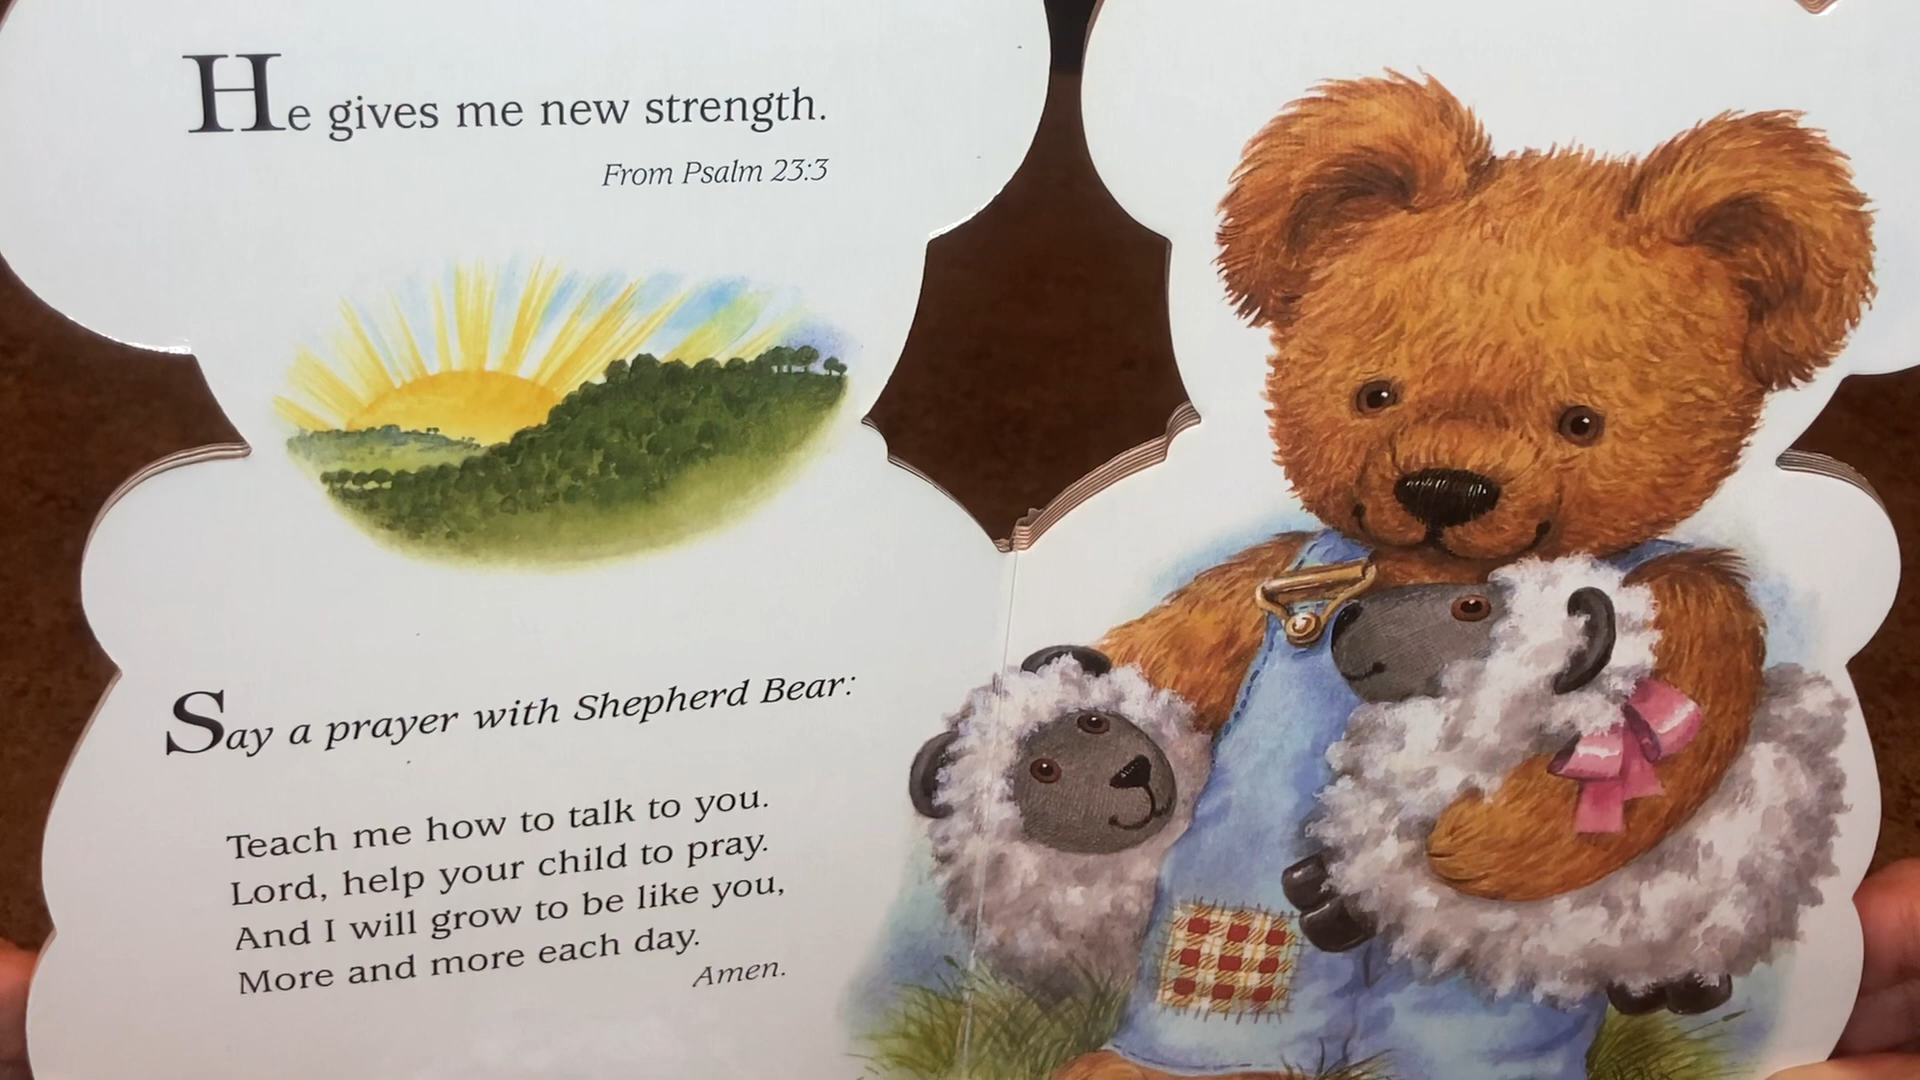 He gives me new strength.
From Psalm 23:3
Say a prayer with Shepherd Bear:
Teach me how to talk to you.
Lord, help your child to pray.
And I will grow to be like you,
More and more each day.
Amen.